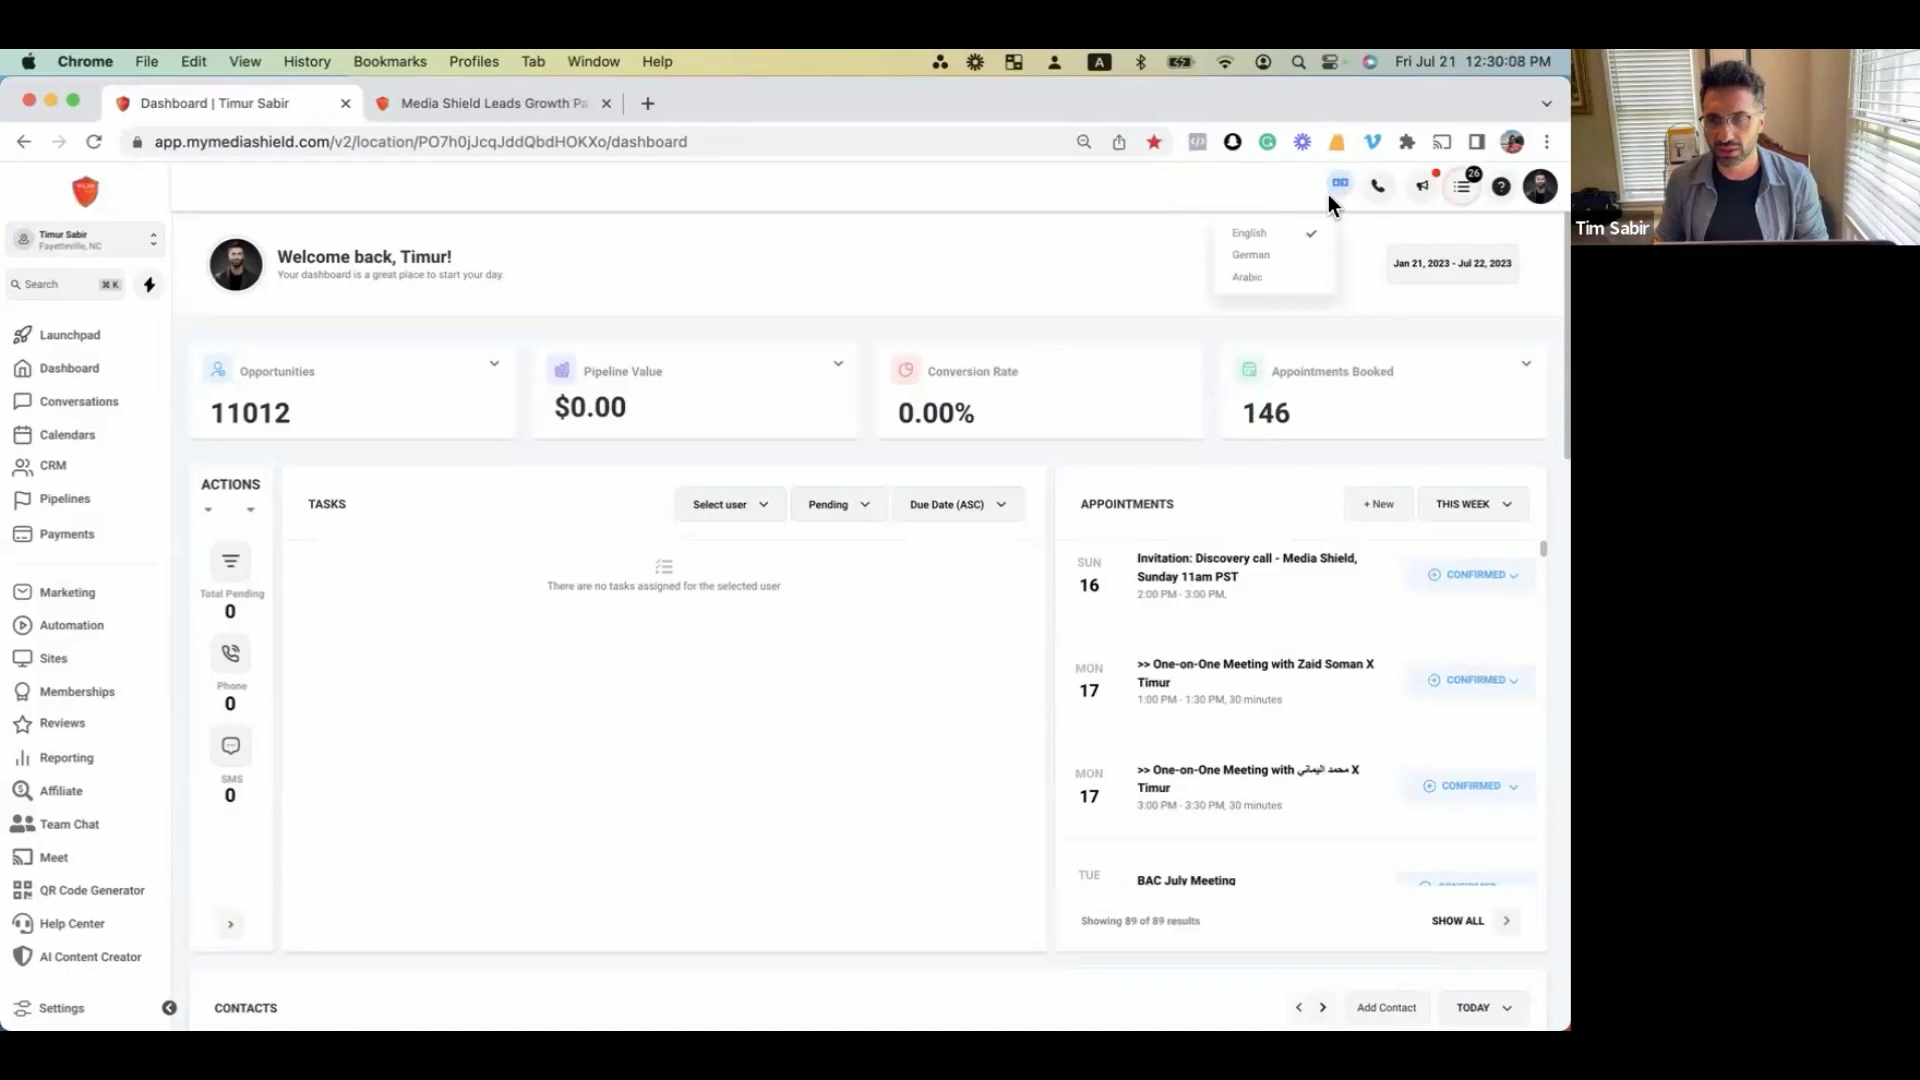 Chrome File Edit View History Bookmarks Profiles Tab Window Help A Fri Jul 21 12:30:08 PM
Dashboard | Timur Sabir
Media Shield Leads Growth Pa
app.mymediashield.com/v2/location/PO7h0jJcqJddQbdHOKXo/dashboard
26
Timur Sabir
Fayetteville, NC
Search ⌘ K
Launchpad
Dashboard
Conversations
Calendars
CRM
Pipelines
Payments
Marketing
Automation
Sites
Memberships
Reviews
Reporting
Affiliate
Team Chat
Meet
QR Code Generator
Help Center
AI Content Creator
Settings
Welcome back, Timur!
Your dashboard is a great place to start your day.
English
German
Arabic
Jan 21, 2023 - Jul 22, 2023
Opportunities
11012
Pipeline Value
$0.00
Conversion Rate
0.00%
Appointments Booked
146
ACTIONS
Total Pending
0
Phone
0
SMS
0
TASKS
Select user
Pending
Due Date (ASC)
There are no tasks assigned for the selected user
APPOINTMENTS
+ New
THIS WEEK
SUN
16
Invitation: Discovery call - Media Shield,
Sunday 11am PST
2:00 PM - 3:00 PM,
CONFIRMED
MON
17
>> One-on-One Meeting with Zaid Soman X
Timur
1:00 PM - 1:30 PM, 30 minutes
CONFIRMED
MON
17
>> One-on-One Meeting with محمد اليماني X
Timur
3:00 PM - 3:30 PM, 30 minutes
CONFIRMED
TUE
BAC July Meeting
CONFIRMED
Showing 89 of 89 results
SHOW ALL
CONTACTS
Add Contact
TODAY
Tim Sabir